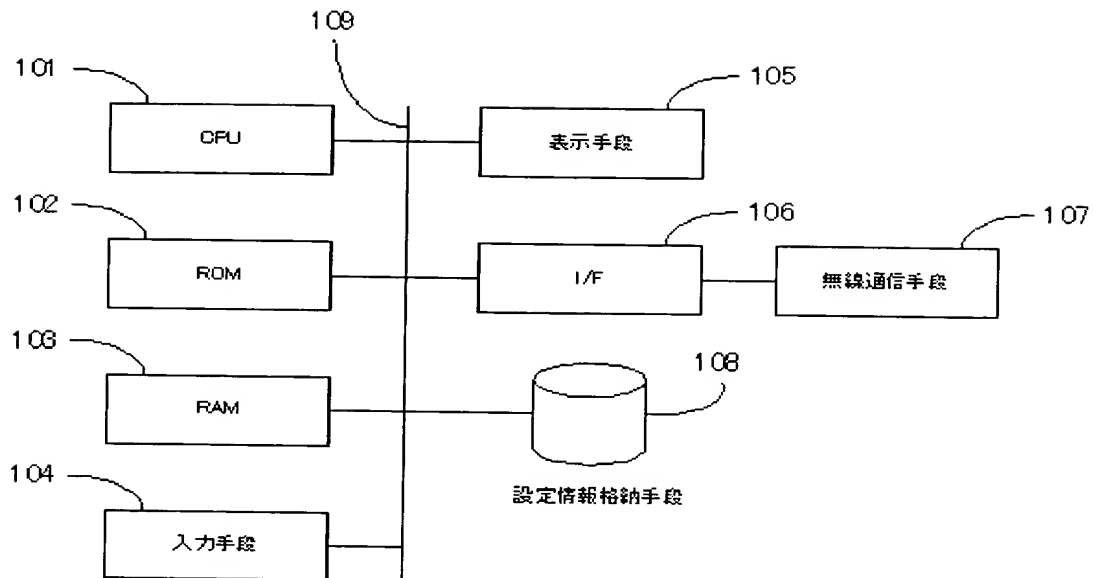 109
101
105
CPU
表示手段
102
106
107
ROM
I/F
無線通信手段
103
108
RAM
設定情報格納手段
104
入力手段